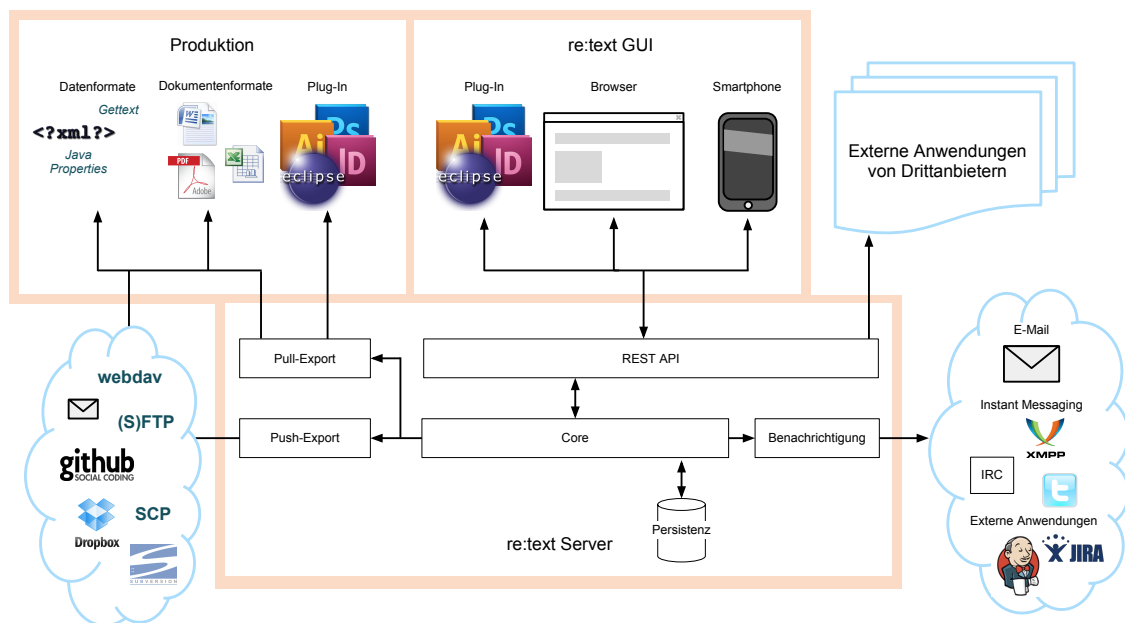 Produktion
Datenformate
Gettext
<?xml?>
Java
Properties
Dokumentenformate
W
PDF
Adobe
X
Plug-In
Ai
Ps
ID
eclipse
re:text GUI
Plug-In
Ai
Ps
ID
eclipse
Browser
Smartphone
Externe Anwendungen
von Drittanbietern
webdav
(S)FTP
github
SOCIAL CODING
SCP
Dropbox
SUBVERSION
Pull-Export
REST API
Push-Export
Core
Benachrichtigung
Persistenz
re:text Server
E-Mail
Instant Messaging
XMPP
IRC
t
Externe Anwendungen
JIRA